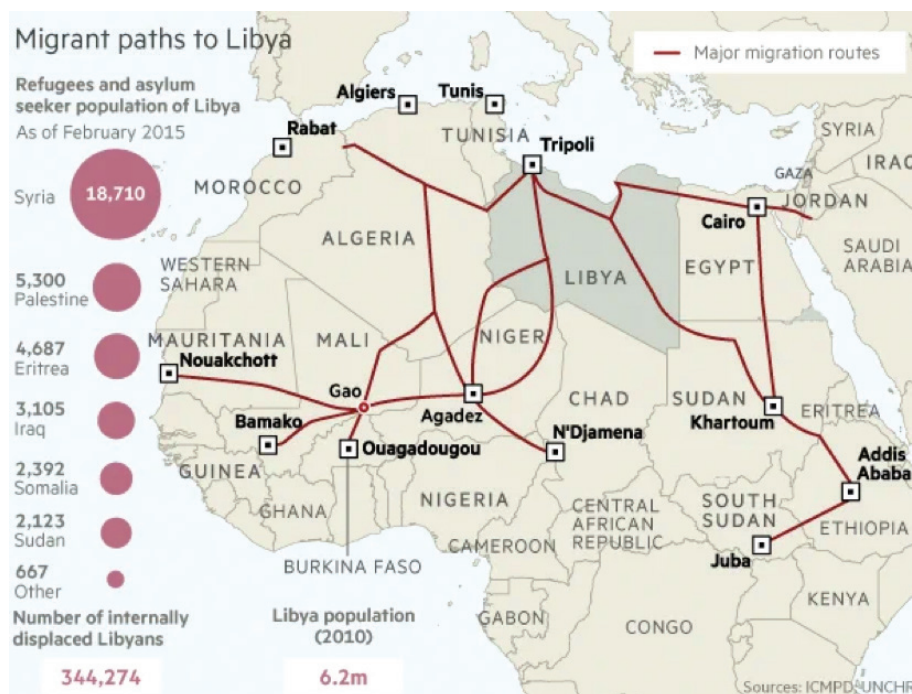 Migrant paths to Libya
Refugees and asylum
seeker population of Libya
As of February 2015
Syria
18,710
5,300
Palestine
4,687
Eritrea
3,105
Iraq
2,392
Somalia
2,123
Sudan
667
Other
Number of internally
displaced Libyans
344,274
Libya population
(2010)
6.2m
Major migration routes
Algiers
Tunis
Rabat
TUNISIA
Tripoli
SYRIA
IRAQ
GAZA
JORDAN
MOROCCO
Cairo
ALGERIA
LIBYA
EGYPT
SAUDI
ARABIA
WESTERN
SAHARA
MAURITANIA
MALI
NIGER
Nouakchott
Gao
Agadez
CHAD
SUDAN
Khartoum
ERITREA
Bamako
Ouagadougou
N'Djamena
Addis
Ababa
GUINEA
GHANA
NIGERIA
CENTRAL
AFRICAN
REPUBLIC
SOUTH
SUDAN
ETHIOPIA
CAMEROON
Juba
BURKINA FASO
GABON
CONGO
KENYA
Sources: ICMPD, UNCHR